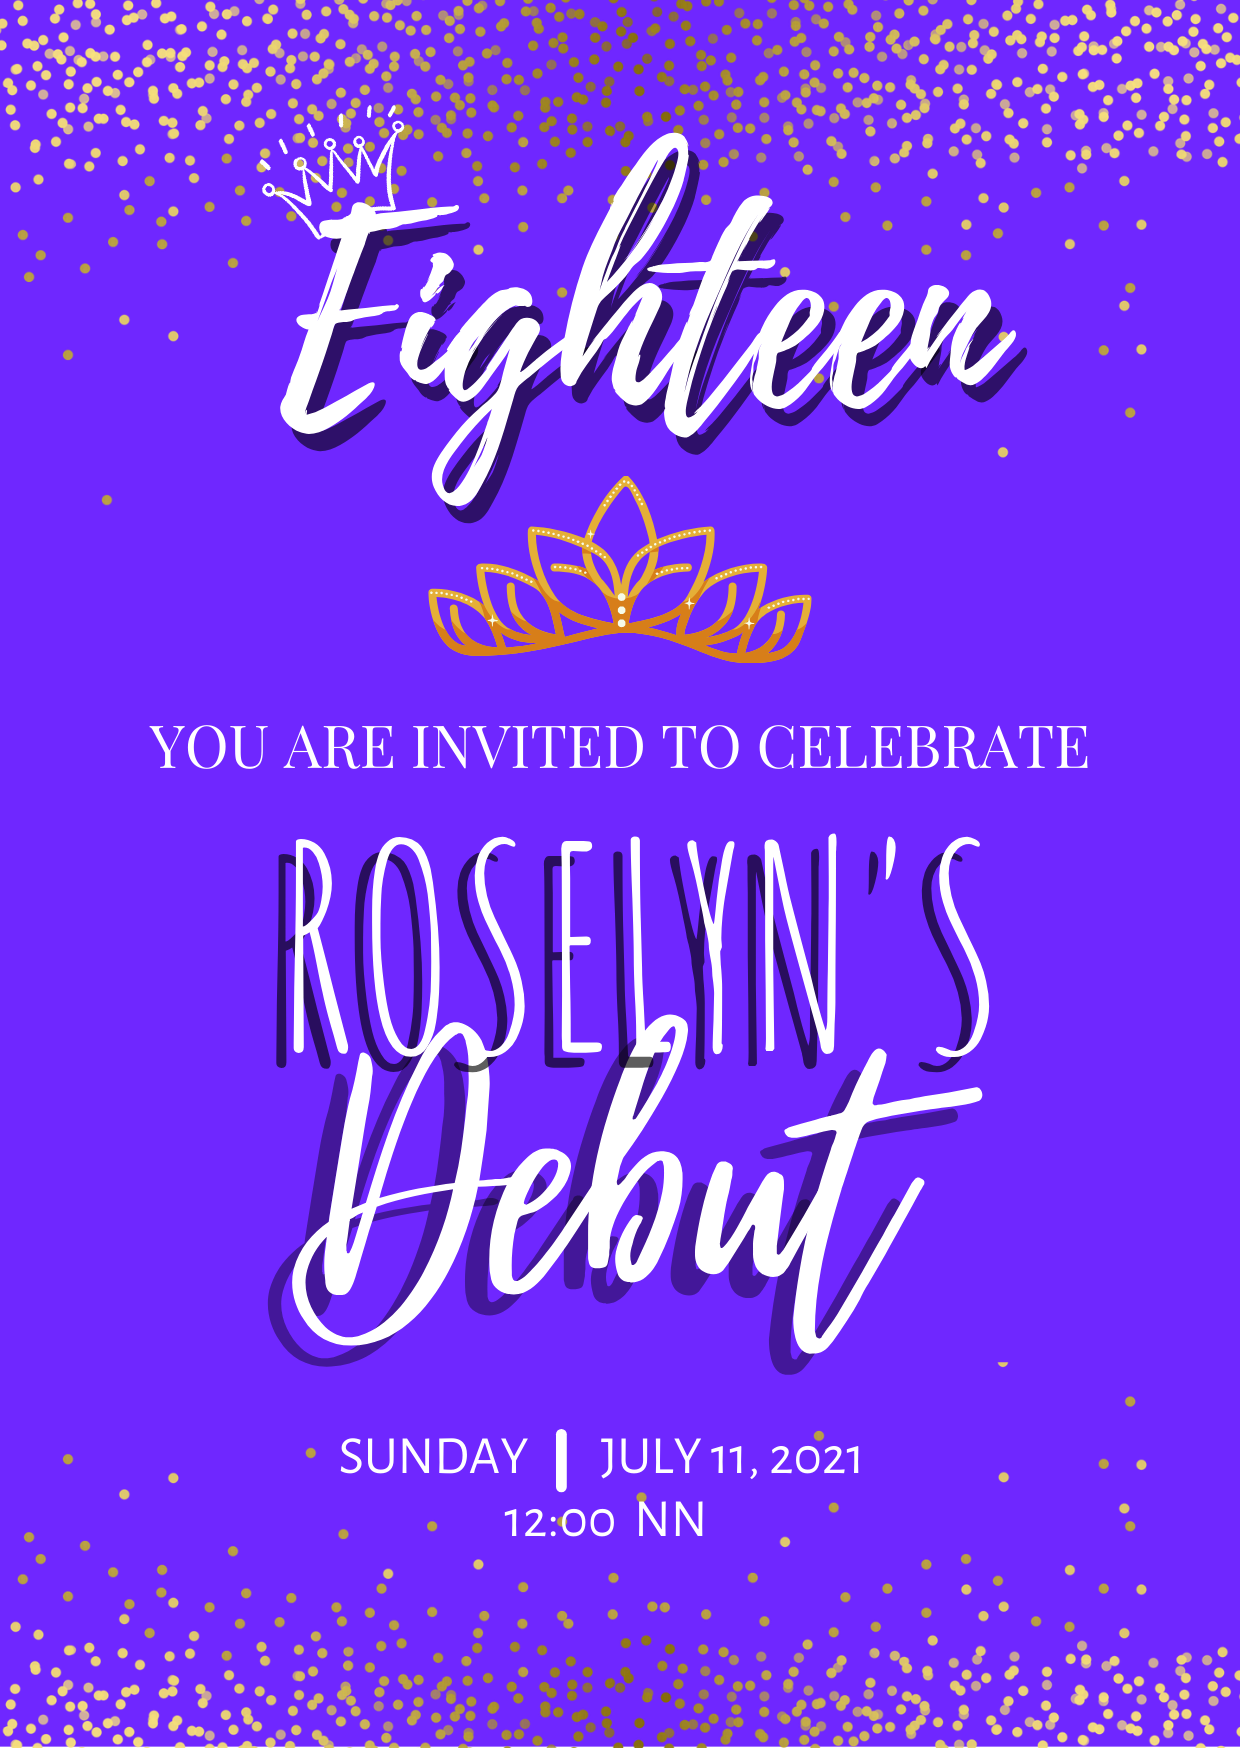 Eighteen
YOU ARE INVITED TO CELEBRATE
ROSELYN'S
Debut
SUNDAY | JULY 11, 2021
12:00 NN